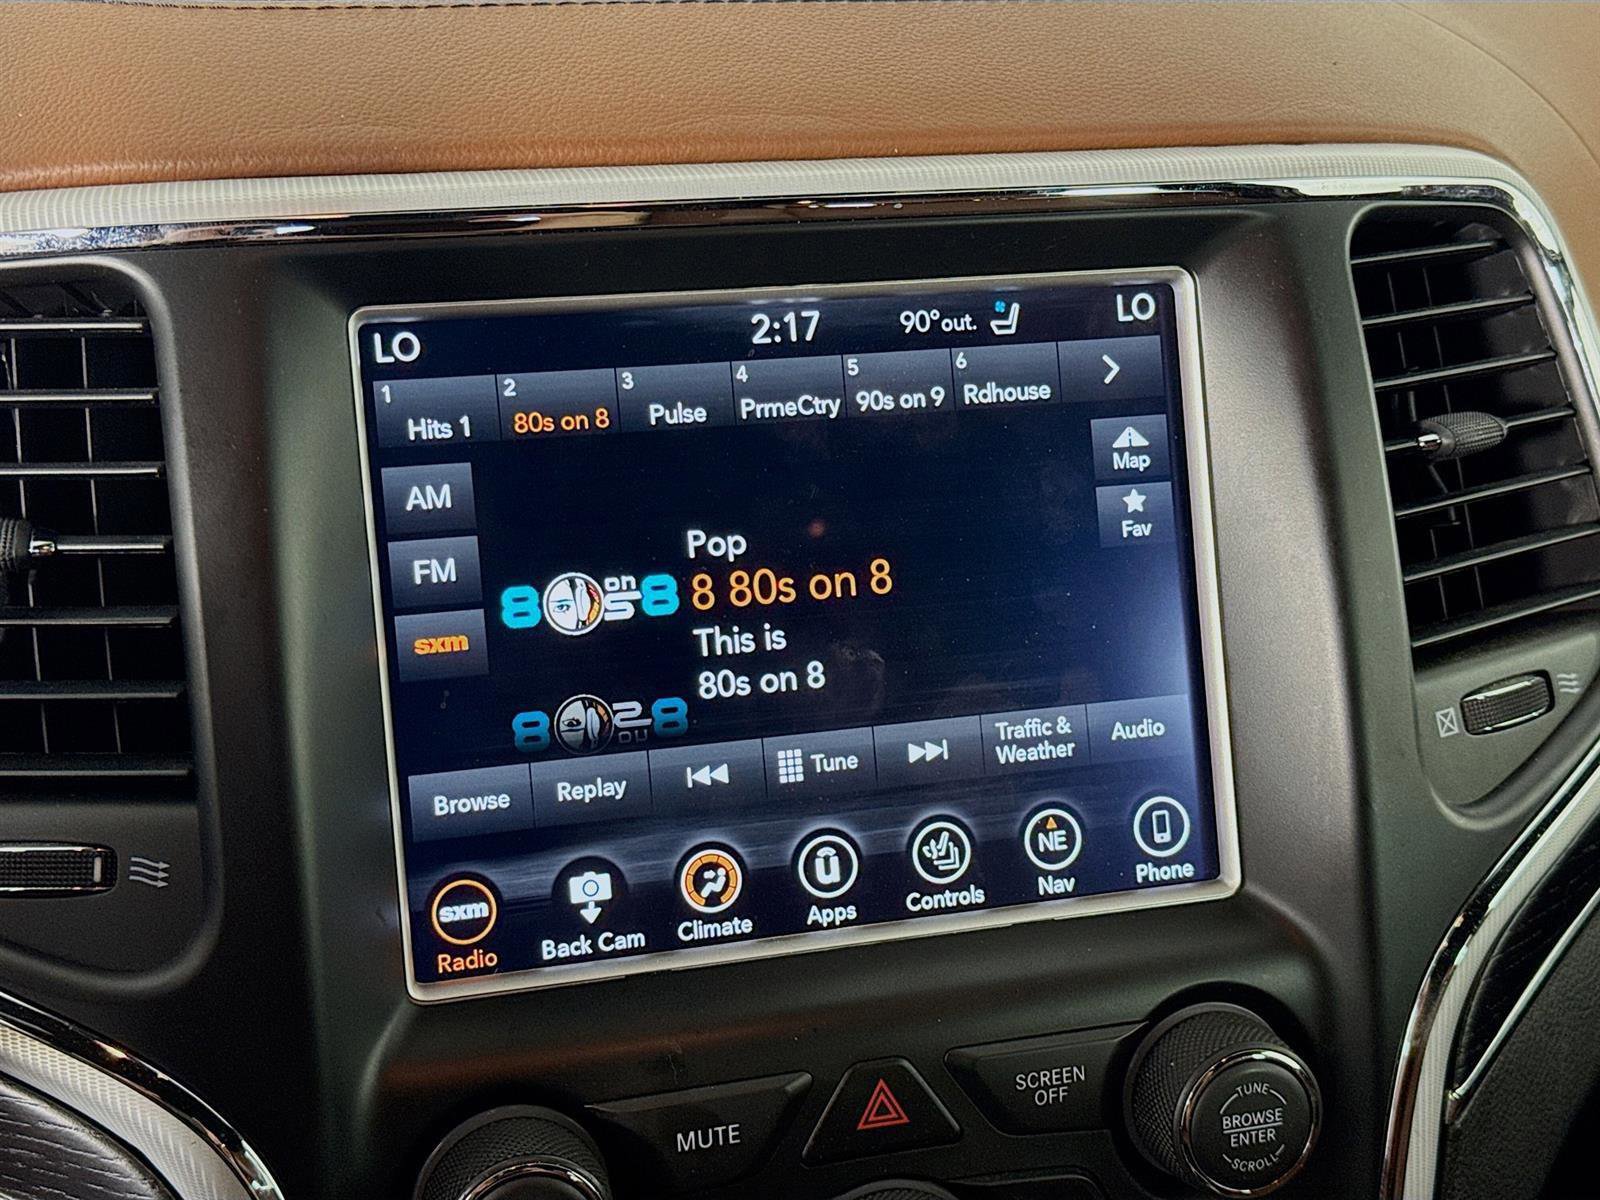 LO
2:17
90° out.
LO
1
Hits 1
2
80s on 8
3
Pulse
4
PrmeCtry
5
90s on 9
6
Rdhouse
Map
AM
Fav
FM
Pop
80s on 8
8 80s on 8
sxm
This is
80s on 8
Browse
Replay
Tune
Traffic &
Weather
Audio
sxm
Radio
Back Cam
Climate
Apps
Controls
NE
Nav
Phone
MUTE
SCREEN
OFF
TUNE
BROWSE
ENTER
SCROLL